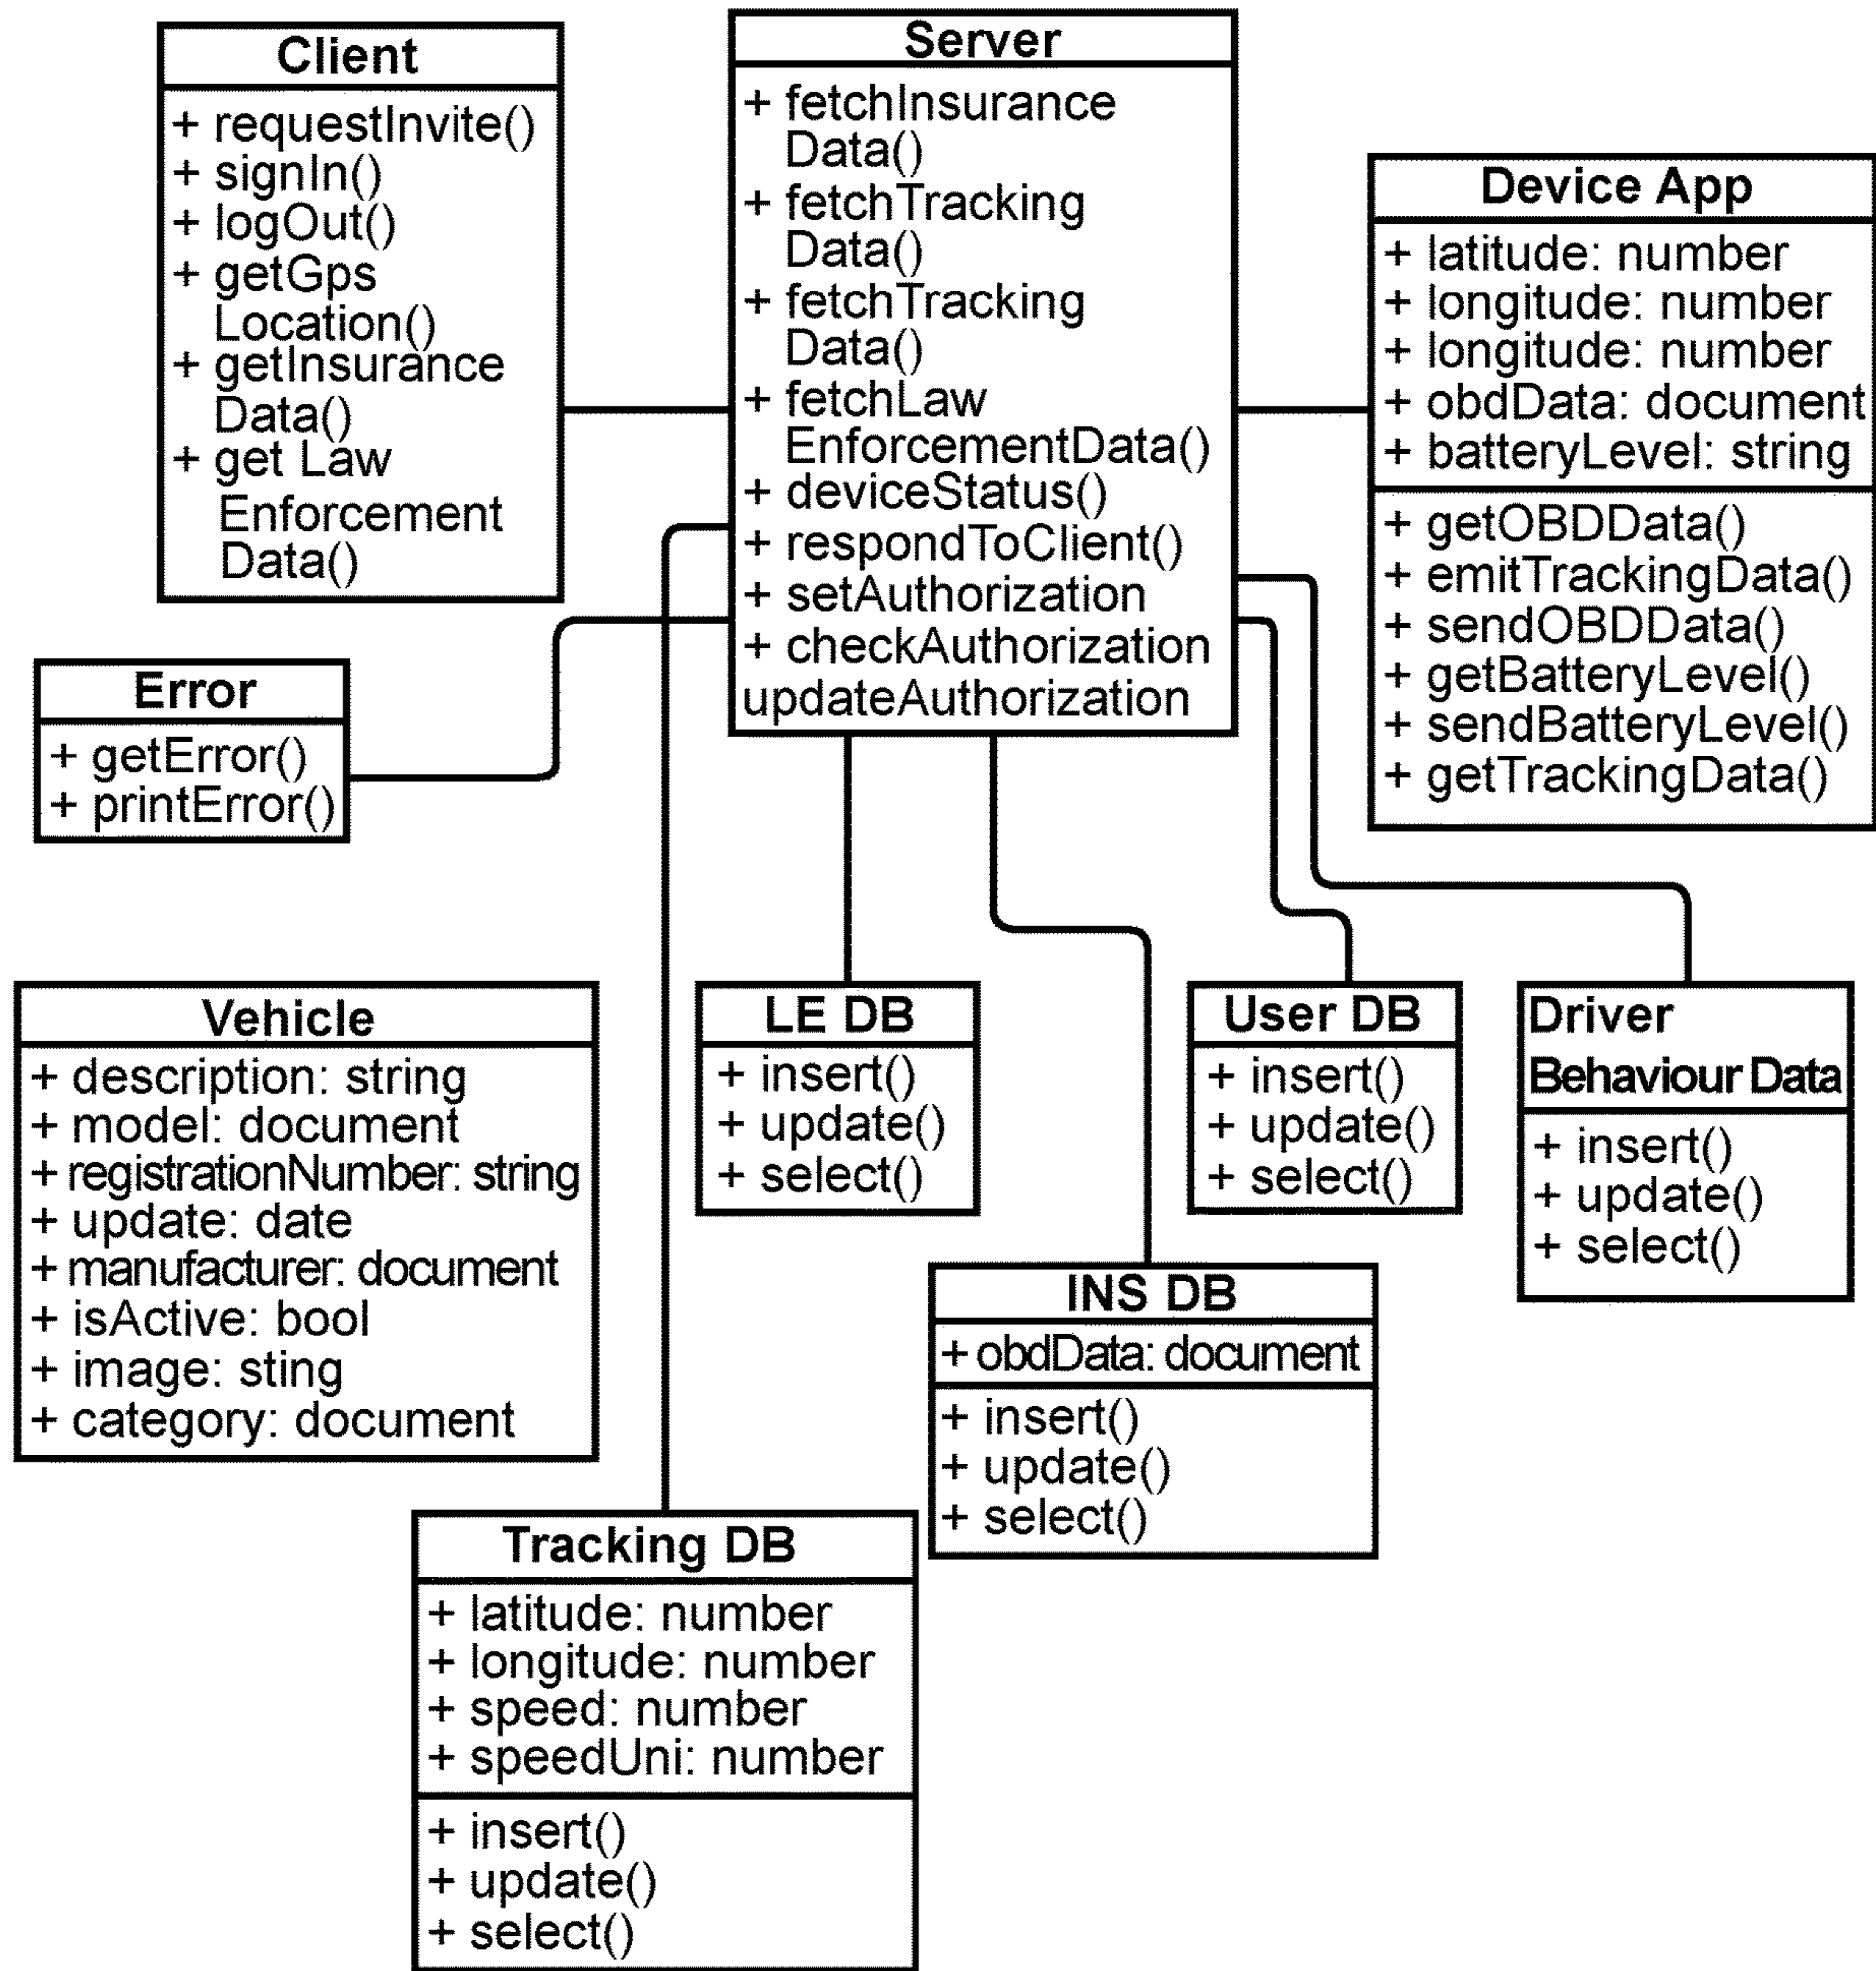 Client
+ requestInvite()
+ signIn()
+ logOut()
+ getGps
Location()
+ getInsurance
Data()
+ get Law
Enforcement
Data()
Server
+ fetchInsurance
Data()
+ fetchTracking
Data()
+ fetchTracking
Data()
+ fetchLaw
EnforcementData()
+ deviceStatus()
+ respondToClient()
+ setAuthorization
+ checkAuthorization
updateAuthorization
Device App
+ latitude: number
+ longitude: number
+ longitude: number
+ obdData: document
+ batteryLevel: string
+ getOBDData()
+ emitTrackingData()
+ sendOBDData()
+ getBatteryLevel()
+ sendBatteryLevel()
+ getTrackingData()
Error
+ getError()
+ printError()
Vehicle
+ description: string
+ model: document
+ registrationNumber: string
+ update: date
+ manufacturer: document
+ isActive: bool
+ image: sting
+ category: document
LE DB
+ insert()
+ update()
+ select()
User DB
+ insert()
+ update()
+ select()
Driver
Behaviour Data
+ insert()
+ update()
+ select()
INS DB
+ obdData: document
+ insert()
+ update()
+ select()
Tracking DB
+ latitude: number
+ longitude: number
+ speed: number
+ speedUni: number
+ insert()
+ update()
+ select()